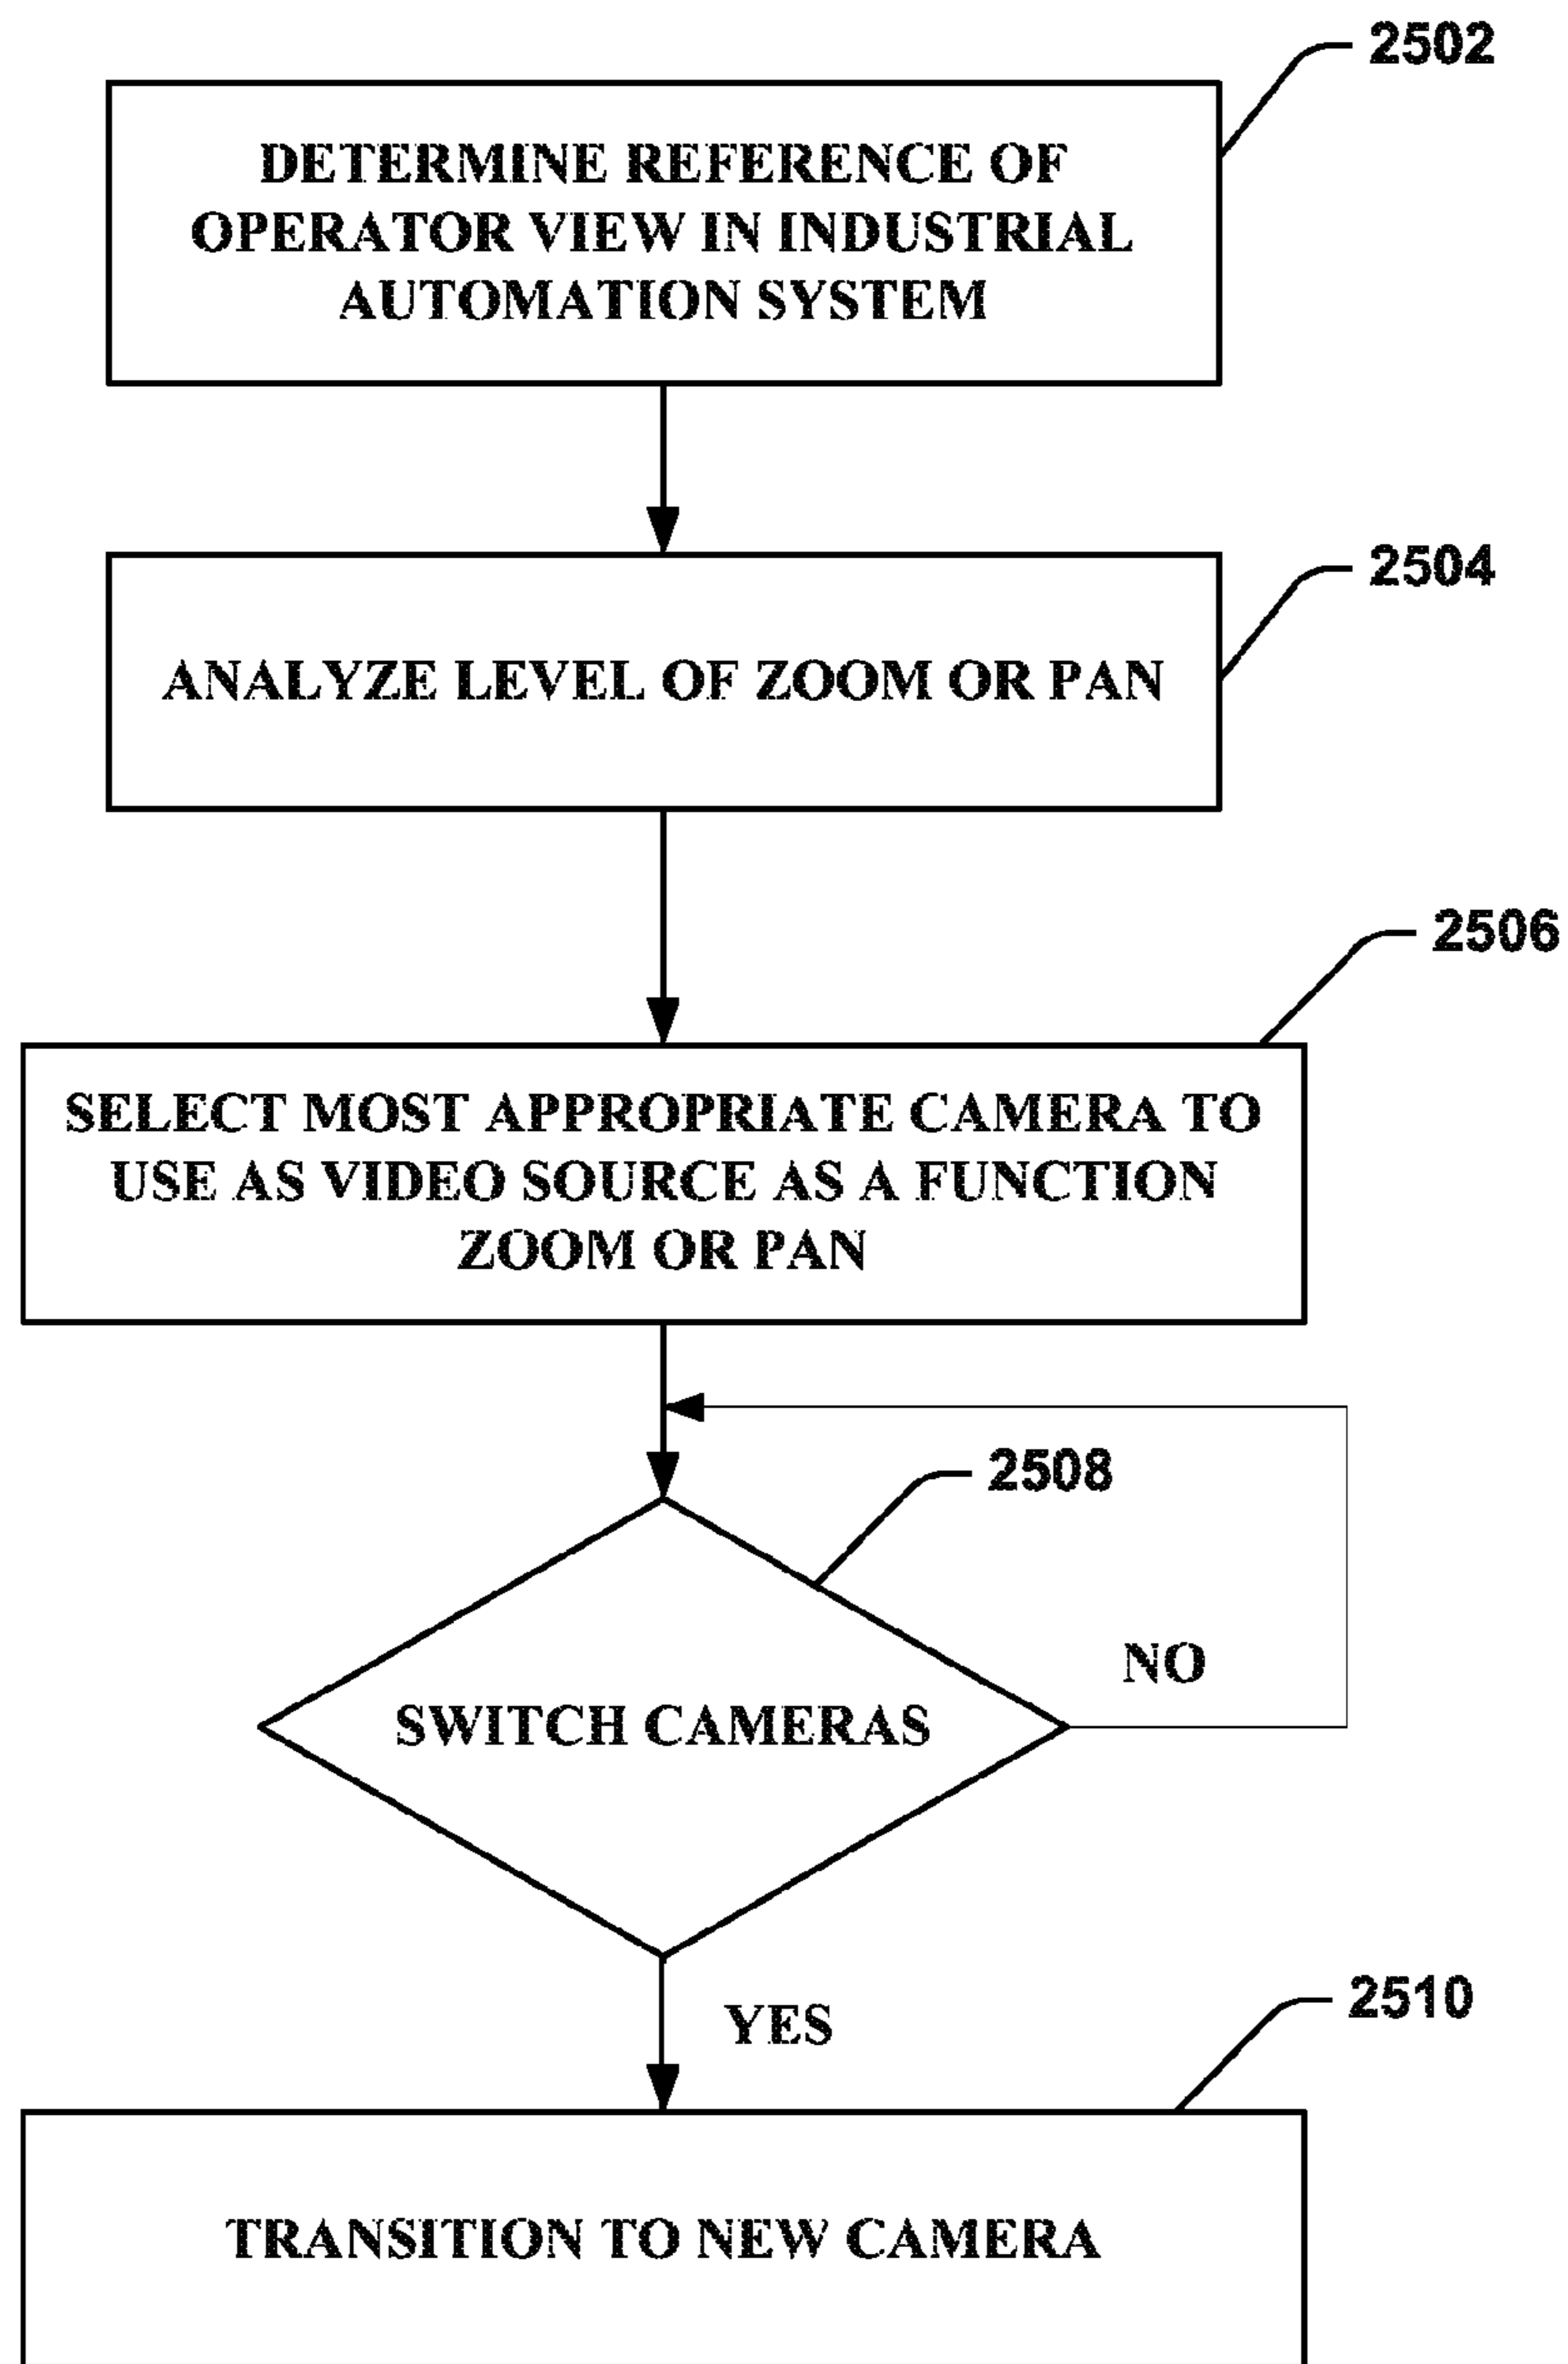 2502
DETERMINE REFERENCE OF
OPERATOR VIEW IN INDUSTRIAL
AUTOMATION SYSTEM
2504
ANALYZE LEVEL OF ZOOM OR PAN
2506
SELECT MOST APPROPRIATE CAMERA TO
USE AS VIDEO SOURCE AS A FUNCTION
ZOOM OR PAN
2508
NO
SWITCH CAMERAS
YES
2510
TRANSITION TO NEW CAMERA